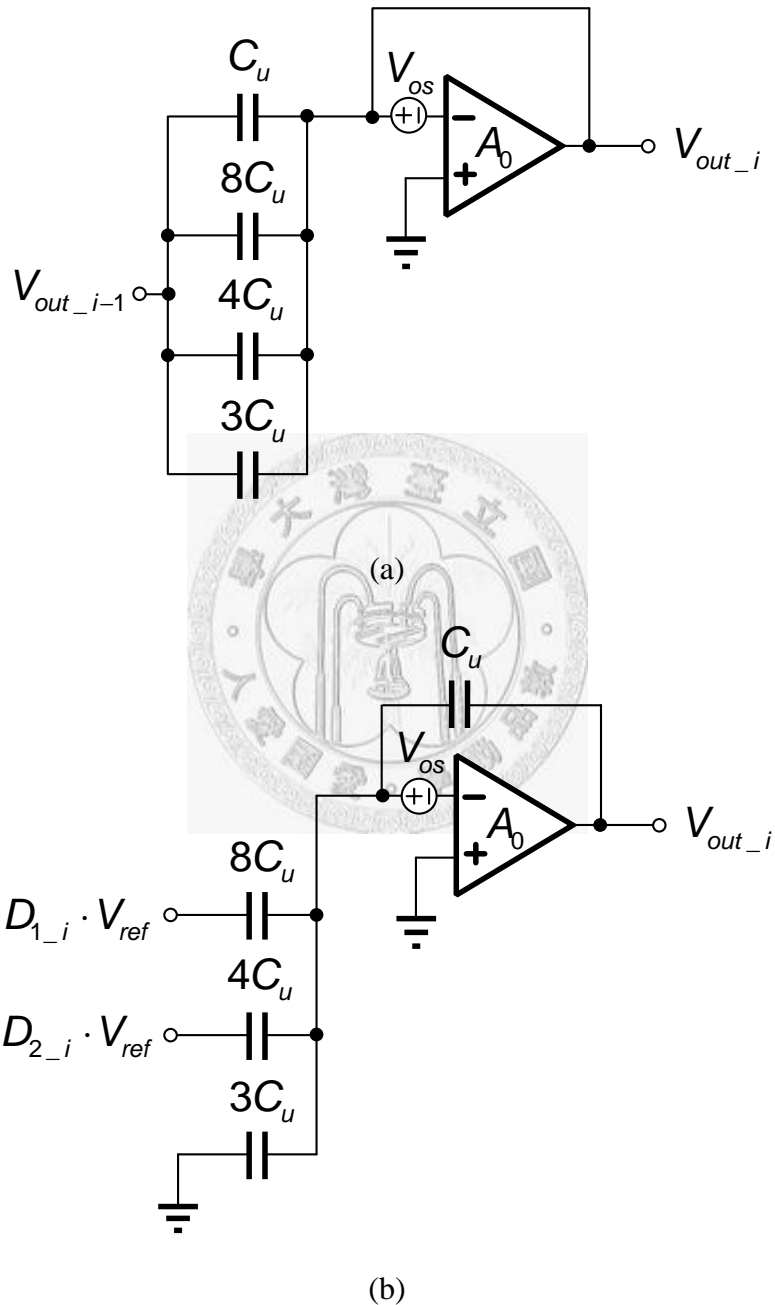 C_u
V_os
A_0
V_out_i
8C_u
V_out_i−1
4C_u
3C_u
(a)
C_u
V_os
A_0
V_out_i
8C_u
D_1_i · V_ref
4C_u
D_2_i · V_ref
3C_u
(b)